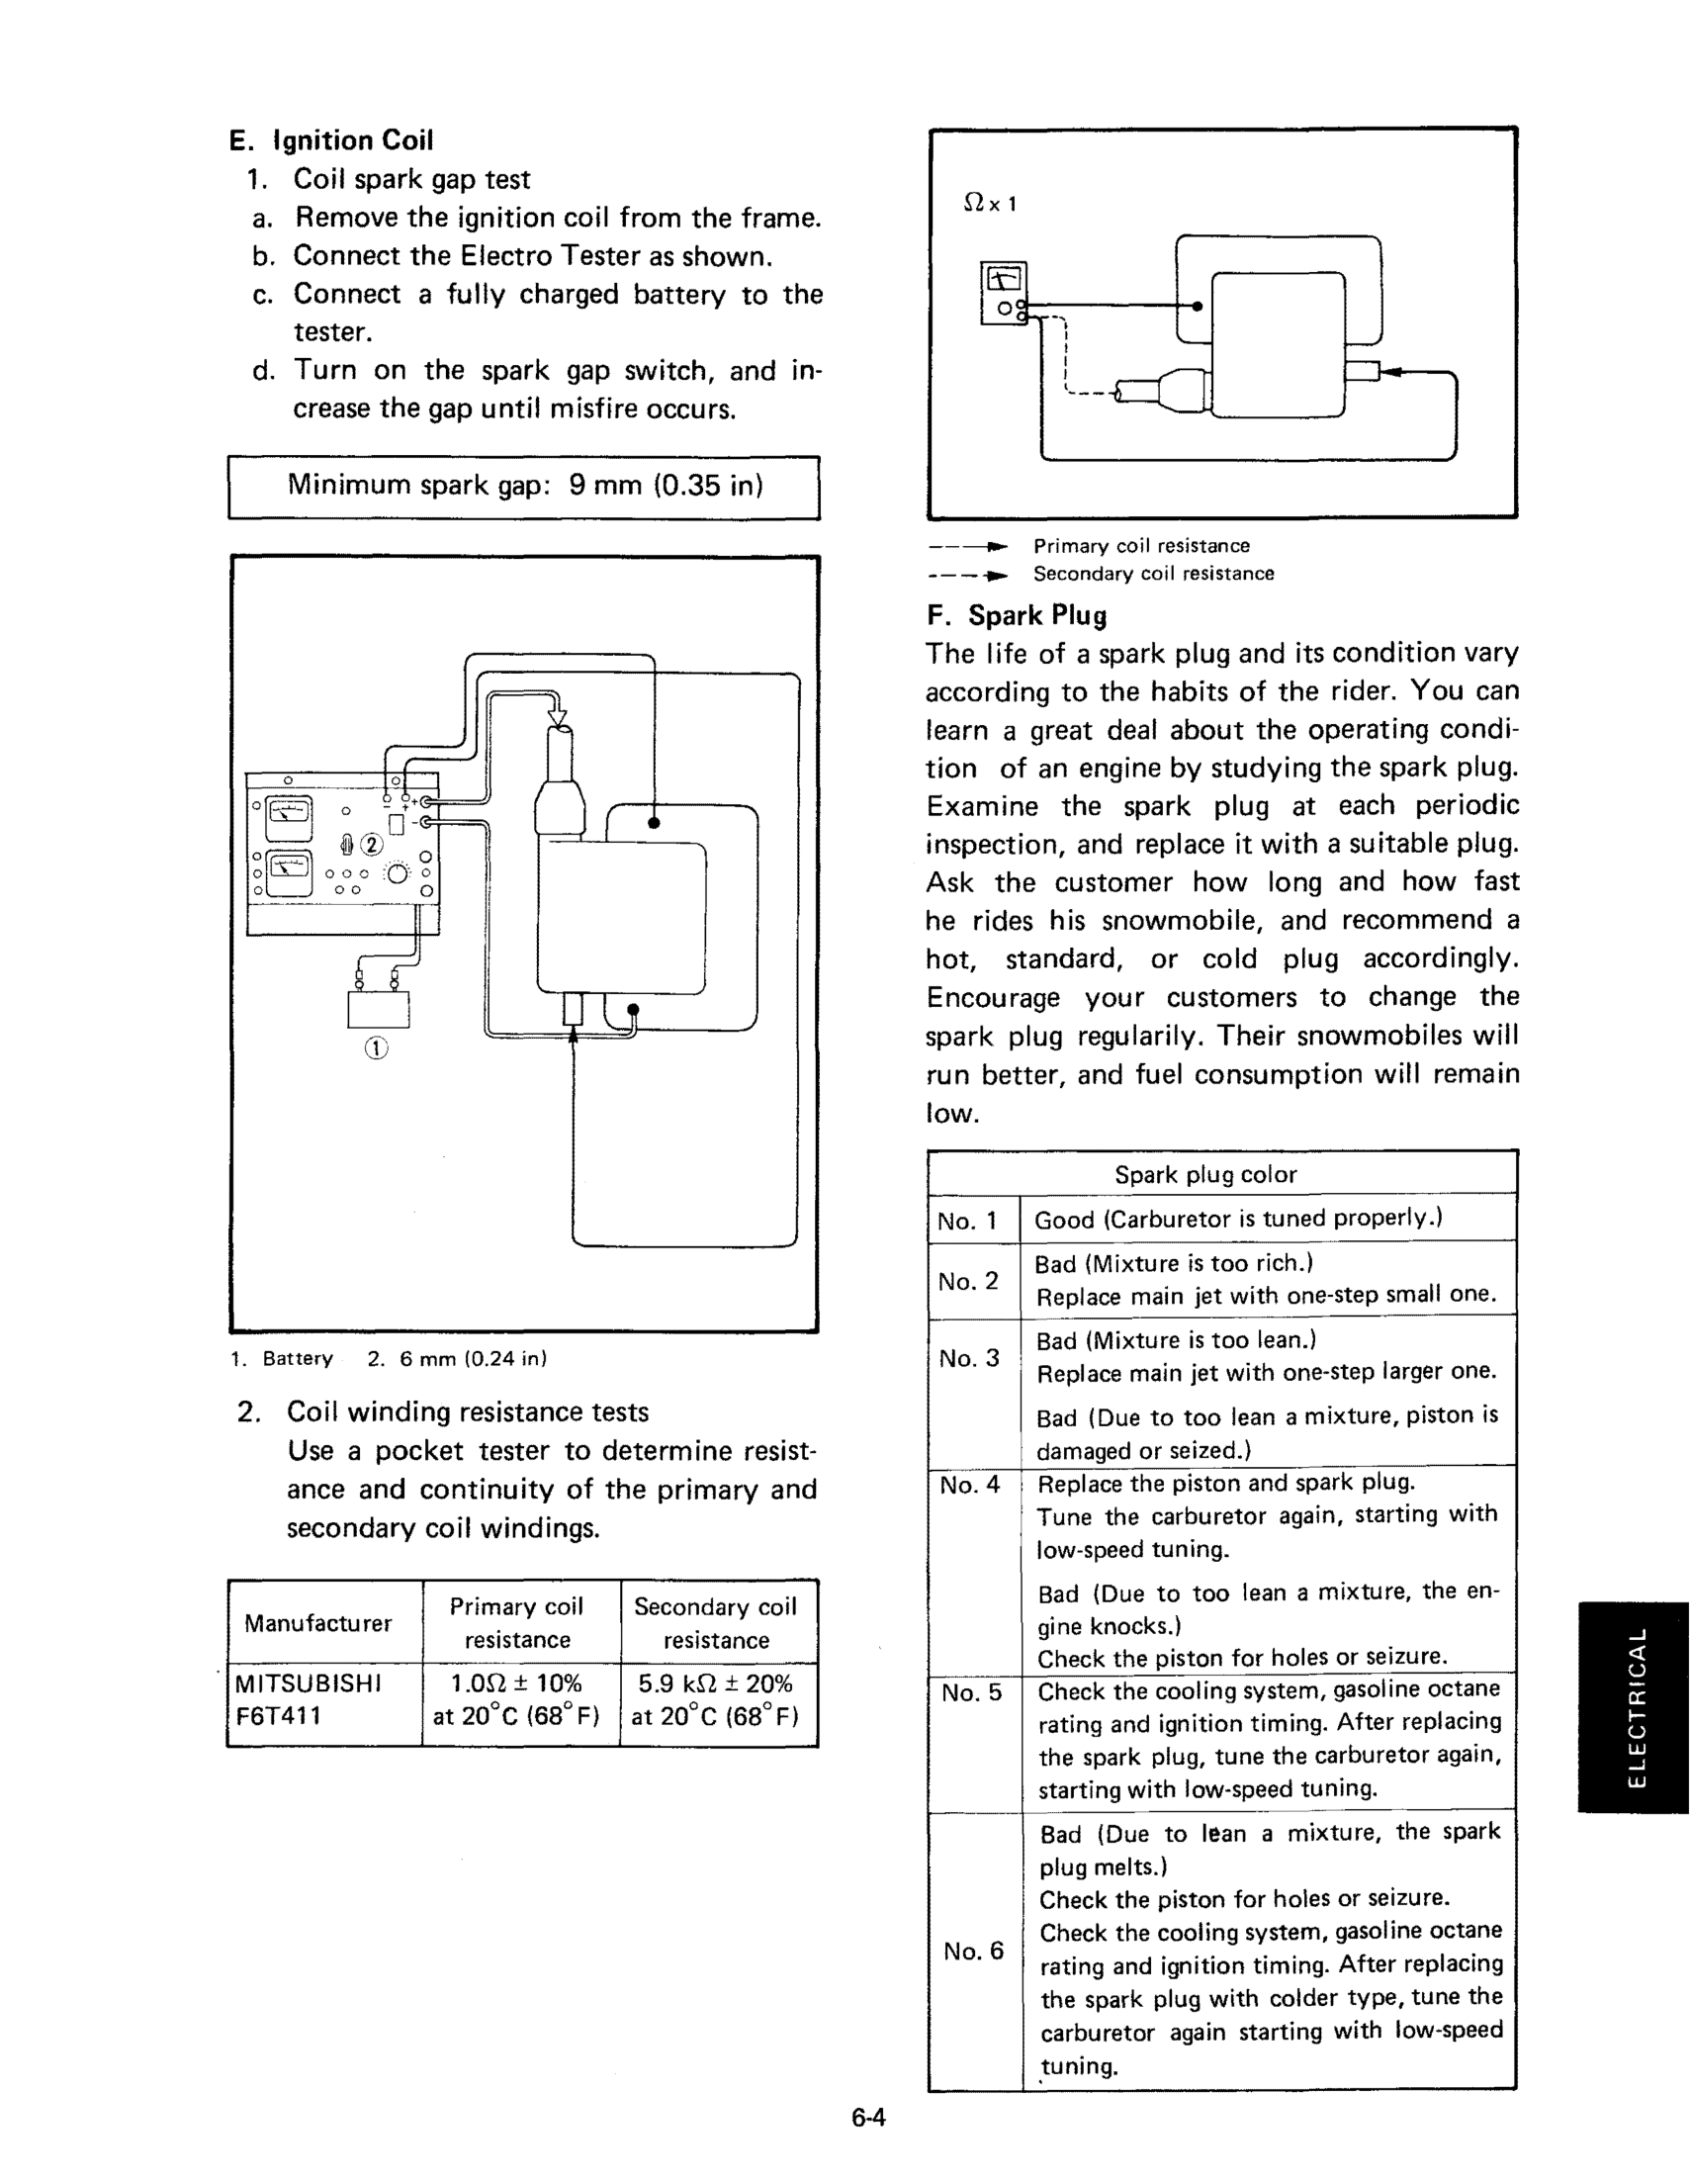 E. Ignition Coil
1. Coil spark gap test
a. Remove the ignition coil from the frame.
b. Connect the Electro Tester as shown.
c. Connect a fully charged battery to the
tester.
d. Turn on the spark gap switch, and in-
crease the gap until misfire occurs.
Minimum spark gap: 9 mm (0.35 in)
- + +
-
2
1
1. Battery 2. 6 mm (0.24 in)
2. Coil winding resistance tests
Use a pocket tester to determine resist-
ance and continuity of the primary and
secondary coil windings.
Manufacturer Primary coil resistance Secondary coil resistance
MITSUBISHI 1.0Ω ± 10% 5.9 kΩ ± 20%
F6T411 at 20°C (68°F) at 20°C (68°F)
Ω x 1
Primary coil resistance
Secondary coil resistance
F. Spark Plug
The life of a spark plug and its condition vary
according to the habits of the rider. You can
learn a great deal about the operating condi-
tion of an engine by studying the spark plug.
Examine the spark plug at each periodic
inspection, and replace it with a suitable plug.
Ask the customer how long and how fast
he rides his snowmobile, and recommend a
hot, standard, or cold plug accordingly.
Encourage your customers to change the
spark plug regularily. Their snowmobiles will
run better, and fuel consumption will remain
low.
Spark plug color
No. 1 Good (Carburetor is tuned properly.)
No. 2 Bad (Mixture is too rich.)
Replace main jet with one-step small one.
No. 3 Bad (Mixture is too lean.)
Replace main jet with one-step larger one.
Bad (Due to too lean a mixture, piston is
damaged or seized.)
No. 4 Replace the piston and spark plug.
Tune the carburetor again, starting with
low-speed tuning.
Bad (Due to too lean a mixture, the en-
gine knocks.)
Check the piston for holes or seizure.
No. 5 Check the cooling system, gasoline octane
rating and ignition timing. After replacing
the spark plug, tune the carburetor again,
starting with low-speed tuning.
Bad (Due to lean a mixture, the spark
plug melts.)
Check the piston for holes or seizure.
Check the cooling system, gasoline octane
No. 6 rating and ignition timing. After replacing
the spark plug with colder type, tune the
carburetor again starting with low-speed
tuning.
ELECTRICAL
6-4